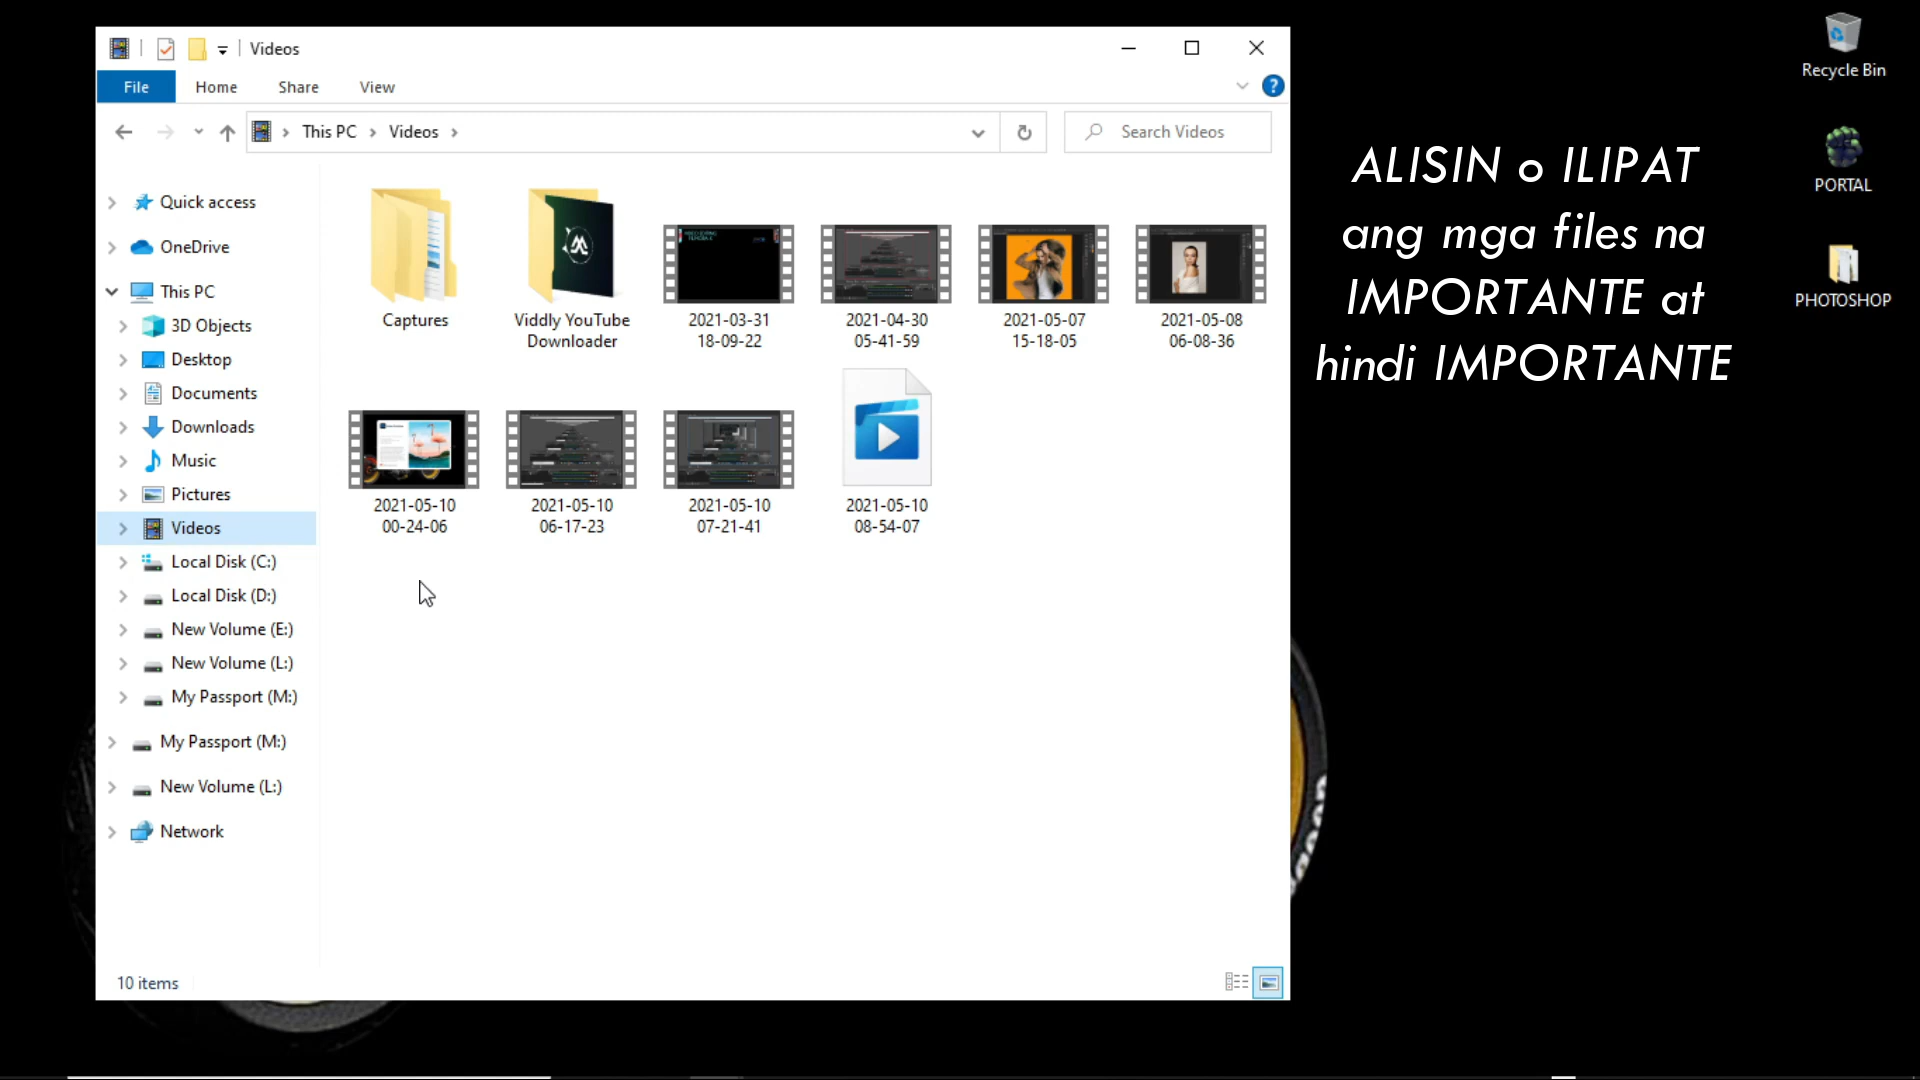 Videos
File Home Share View
This PC Videos
Search Videos
Quick access
OneDrive
This PC
3D Objects
Desktop
Documents
Downloads
Music
Pictures
Videos
Local Disk (C:)
Local Disk (D:)
New Volume (E:)
New Volume (L:)
My Passport (M:)
My Passport (M:)
New Volume (L:)
Network
Captures
Viddly YouTube
Downloader
2021-03-31
18-09-22
2021-04-30
05-41-59
2021-05-07
15-18-05
2021-05-08
06-08-36
2021-05-10
00-24-06
2021-05-10
06-17-23
2021-05-10
07-21-41
2021-05-10
08-54-07
10 items
ALISIN o ILIPAT
ang mga files na
IMPORTANTE at
hindi IMPORTANTE
Recycle Bin
PORTAL
PHOTOSHOP